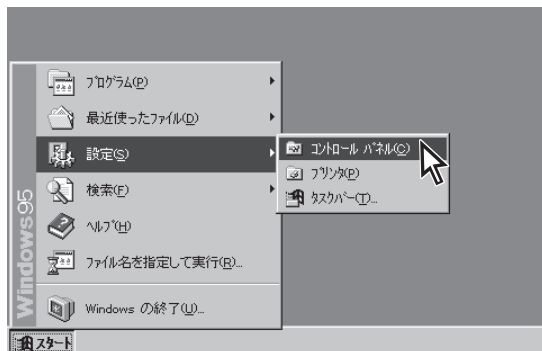 プログラム(P)
最近使ったファイル(D)
設定(S)
検索(F)
ヘルプ(H)
ファイル名を指定して実行(R)...
Windows の終了(U)...
コントロール パネル(C)
プリンタ(P)
タスクバー(T)...
Windows95
スタート